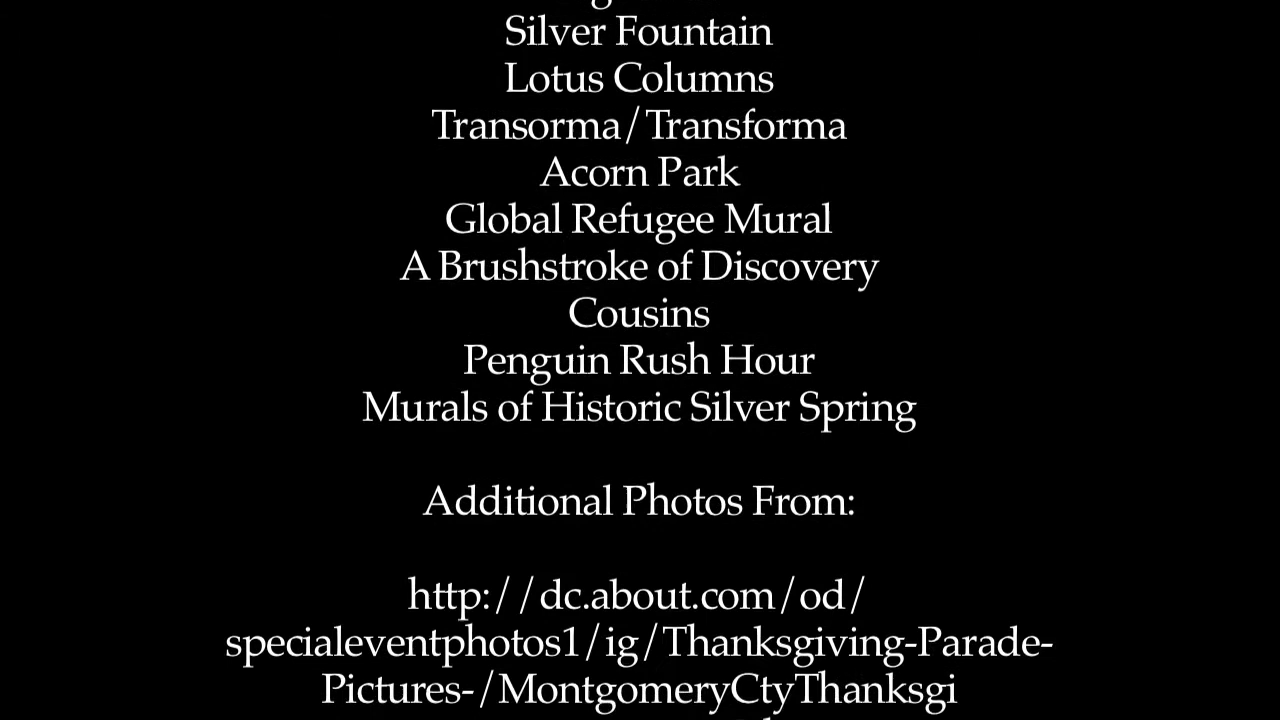 Silver Fountain
Lotus Columns
Transorma/Transforma
Acorn Park
Global Refugee Mural
A Brushstroke of Discovery
Cousins
Penguin Rush Hour
Murals of Historic Silver Spring
Additional Photos From:
http://dc.about.com/od/
specialeventphotos1/ig/Thanksgiving-Parade-
Pictures-/MontgomeryCtyThanksgi